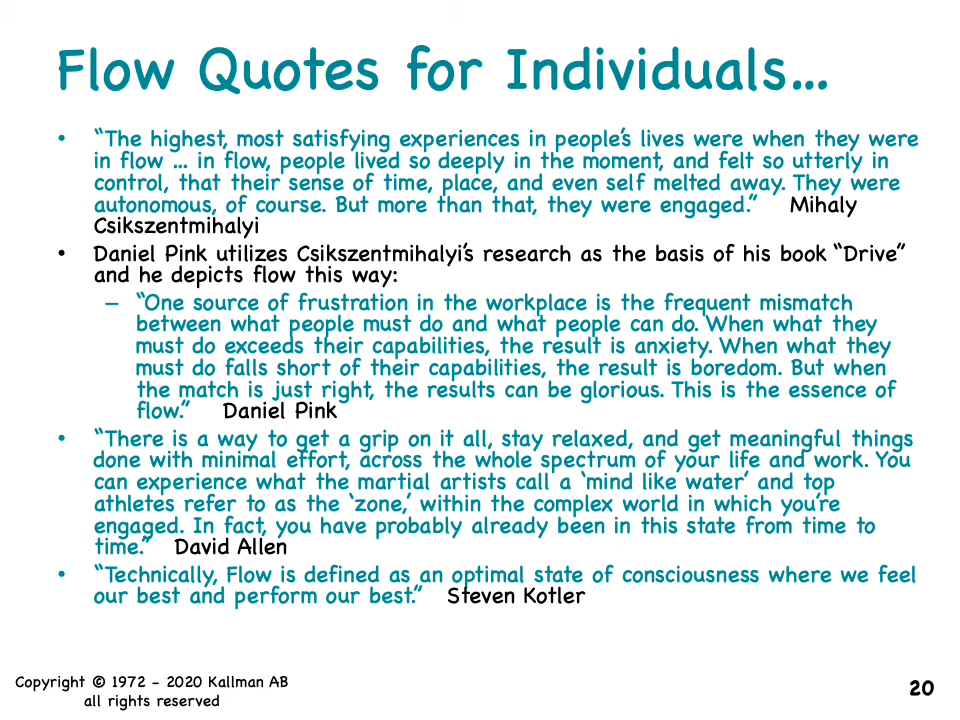 Flow Quotes for Individuals...
• “The highest, most satisfying experiences in people’s lives were when they were
in flow ... in flow, people lived so deeply in the moment, and felt so utterly in
control, that their sense of time, place, and even self melted away. They were
autonomous, of course. But more than that, they were engaged.” Mihaly
Csikszentmihalyi
• Daniel Pink utilizes Csikszentmihalyi’s research as the basis of his book “Drive”
and he depicts flow this way:
– “One source of frustration in the workplace is the frequent mismatch
between what people must do and what people can do. When what they
must do exceeds their capabilities, the result is anxiety. When what they
must do falls short of their capabilities, the result is boredom. But when
the match is just right, the results can be glorious. This is the essence of
flow.” Daniel Pink
• “There is a way to get a grip on it all, stay relaxed, and get meaningful things
done with minimal effort, across the whole spectrum of your life and work. You
can experience what the martial artists call a ‘mind like water’ and top
athletes refer to as the ‘zone,’ within the complex world in which you’re
engaged. In fact, you have probably already been in this state from time to
time.” David Allen
• “Technically, Flow is defined as an optimal state of consciousness where we feel
our best and perform our best.” Steven Kotler
Copyright © 1972 – 2020 Kallman AB
all rights reserved
20